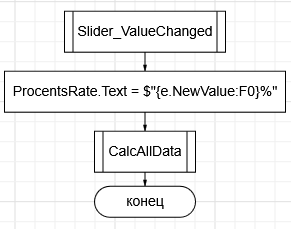 Slider_ValueChanged
ProcentsRate.Text = $"{e.NewValue:F0}%"
CalcAllData
конец